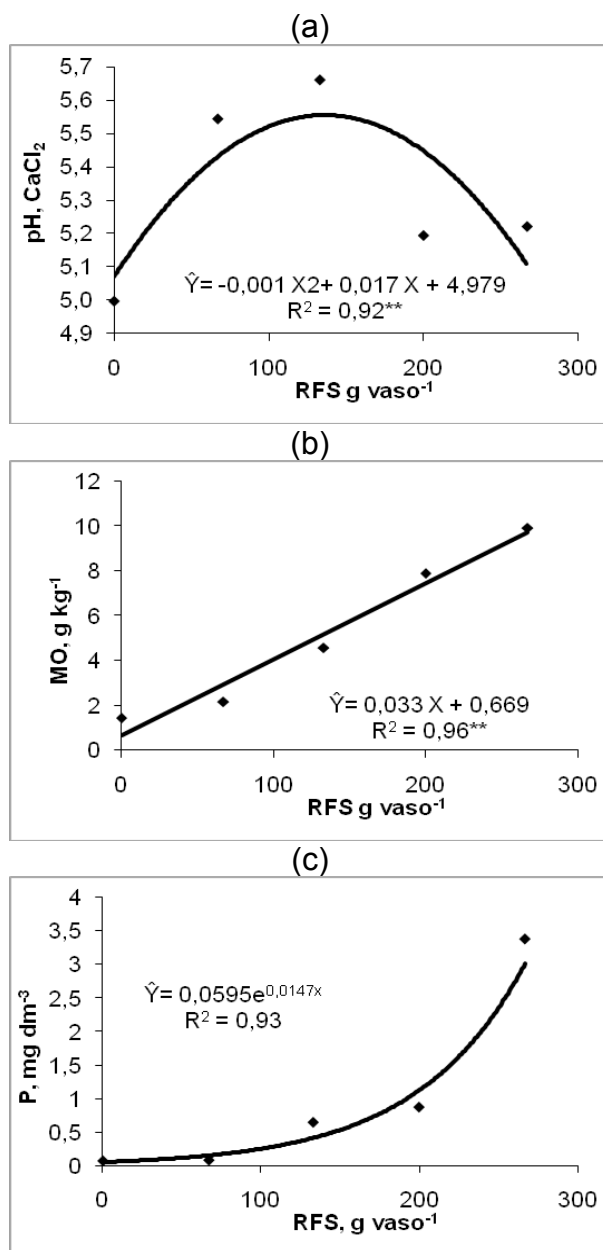 (a)
5,7
5,6
5,5
5,4
5,3
5,2
5,1
5,0
4,9
pH, CaCl₂
Ŷ= -0,001 X2+ 0,017 X + 4,979
R² = 0,92**
0 100 200 300
RFS g vaso⁻¹
(b)
12
10
8
6
4
2
0
MO, g kg⁻¹
Ŷ= 0,033 X + 0,669
R² = 0,96**
0 100 200 300
RFS g vaso⁻¹
(c)
4
3,5
3
2,5
2
1,5
1
0,5
0
P, mg dm⁻³
Ŷ= 0,0595e⁰,⁰¹⁴⁷ˣ
R² = 0,93
0 100 200 300
RFS, g vaso⁻¹